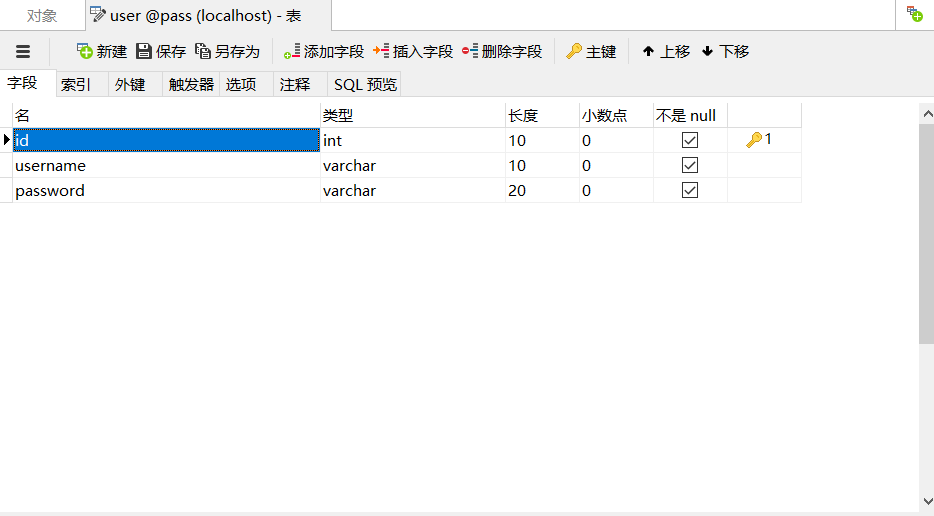 对象 user @pass (localhost) - 表
新建 保存 另存为 添加字段 插入字段 删除字段 主键 上移 下移
字段 索引 外键 触发器 选项 注释 SQL 预览
名 类型 长度 小数点 不是 null
id int 10 0 1
username varchar 10 0
password varchar 20 0